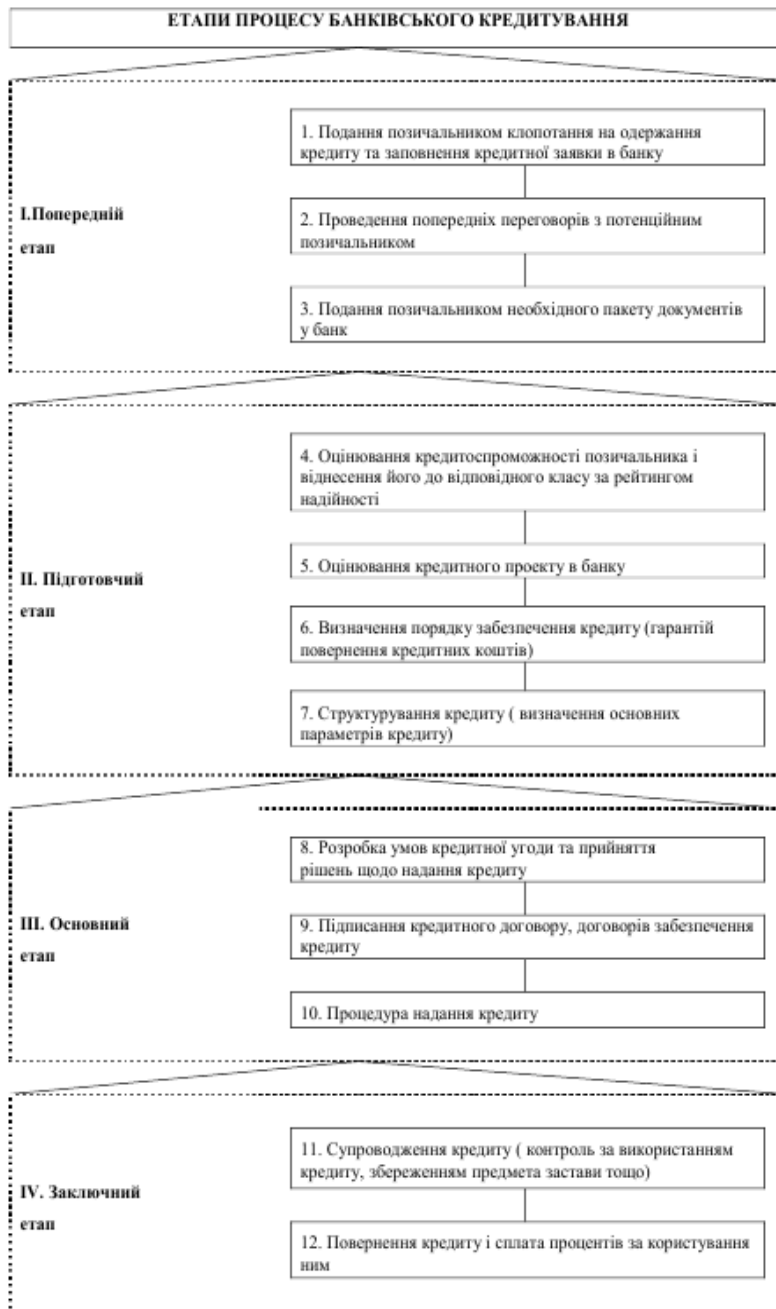 ЕТАПИ ПРОЦЕСУ БАНКІВСЬКОГО КРЕДИТУВАННЯ
І.Попередній
етап
1. Подання позичальником клопотання на одержання
кредиту та заповнення кредитної заявки в банку
2. Проведення попередніх переговорів з потенційним
позичальником
3. Подання позичальником необхідного пакету документів
у банк
ІІ. Підготовчий
етап
4. Оцінювання кредитоспроможності позичальника і
віднесення його до відповідного класу за рейтингом
надійності
5. Оцінювання кредитного проекту в банку
6. Визначення порядку забезпечення кредиту (гарантій
повернення кредитних коштів)
7. Структурування кредиту ( визначення основних
параметрів кредиту)
ІІІ. Основний
етап
8. Розробка умов кредитної угоди та прийняття
рішень щодо надання кредиту
9. Підписання кредитного договору, договорів забезпечення
кредиту
10. Процедура надання кредиту
IV. Заключний
етап
11. Супроводження кредиту ( контроль за використанням
кредиту, збереженням предмета застави тощо)
12. Повернення кредиту і сплата процентів за користування
ним